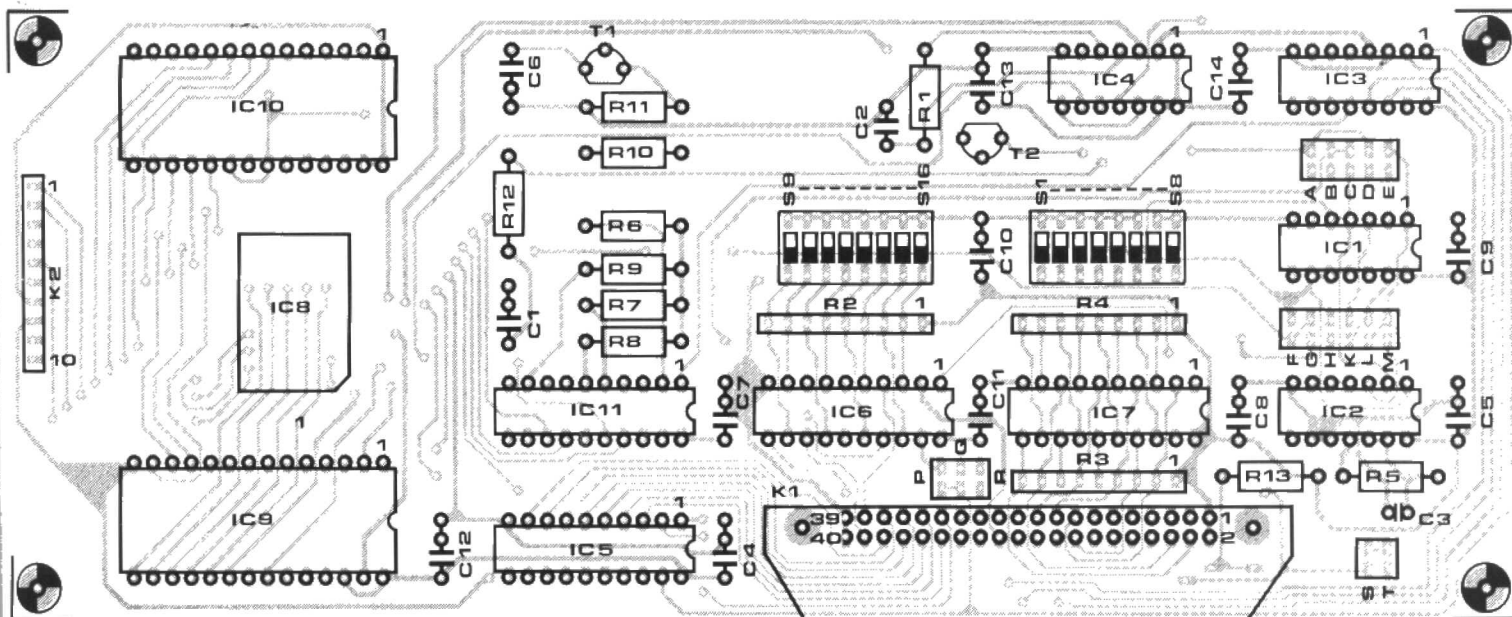 1
T1
1
1
IC10
C6
R11
C2
R1
C13
IC4
C14
IC3
R10
T2
1
K2
10
R12
S9
S16
S1
S8
A
B
C
D
E
R6
1
IC1
C9
R9
C10
IC8
C1
R7
R8
R2
1
R4
1
F
G
H
K
L
M
1
1
1
1
IC11
C7
IC6
C11
IC7
C8
IC2
C5
1
1
P
Q
R
R3
1
R13
R5
IC9
1
K1
39
40
1
2
C3
C12
IC5
C4
S
T